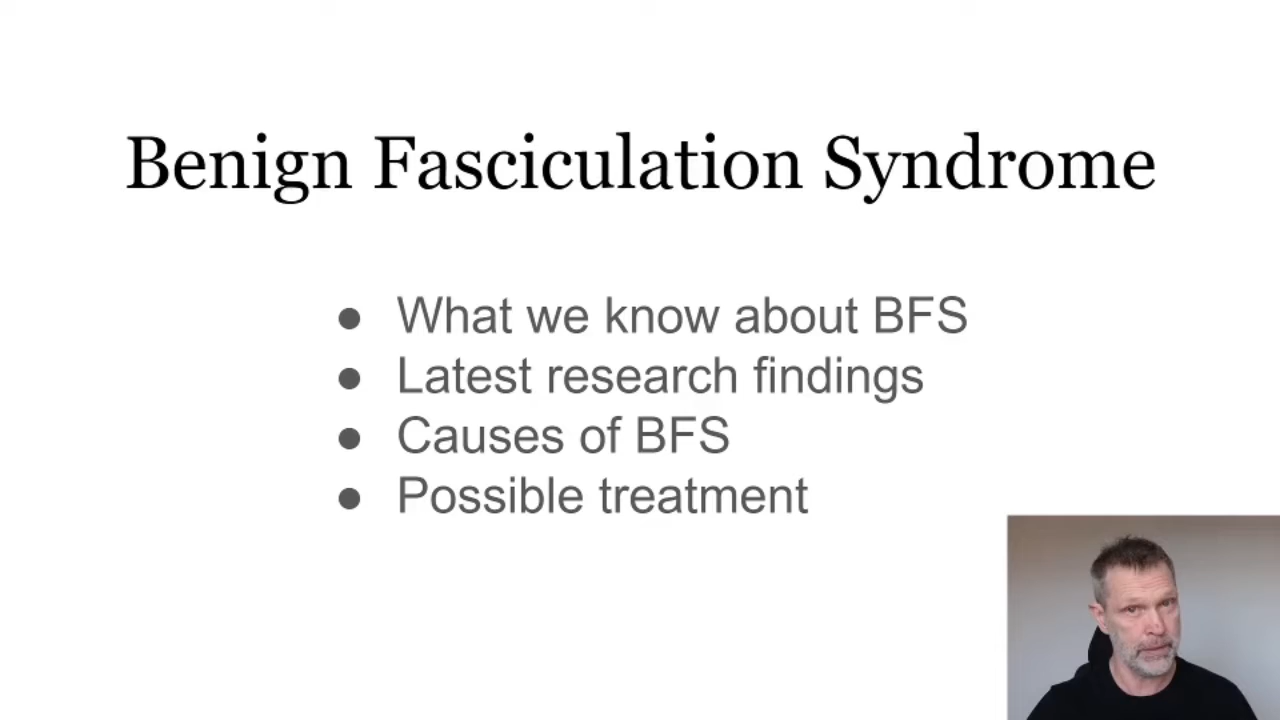 Benign Fasciculation Syndrome
● What we know about BFS
● Latest research findings
● Causes of BFS
● Possible treatment